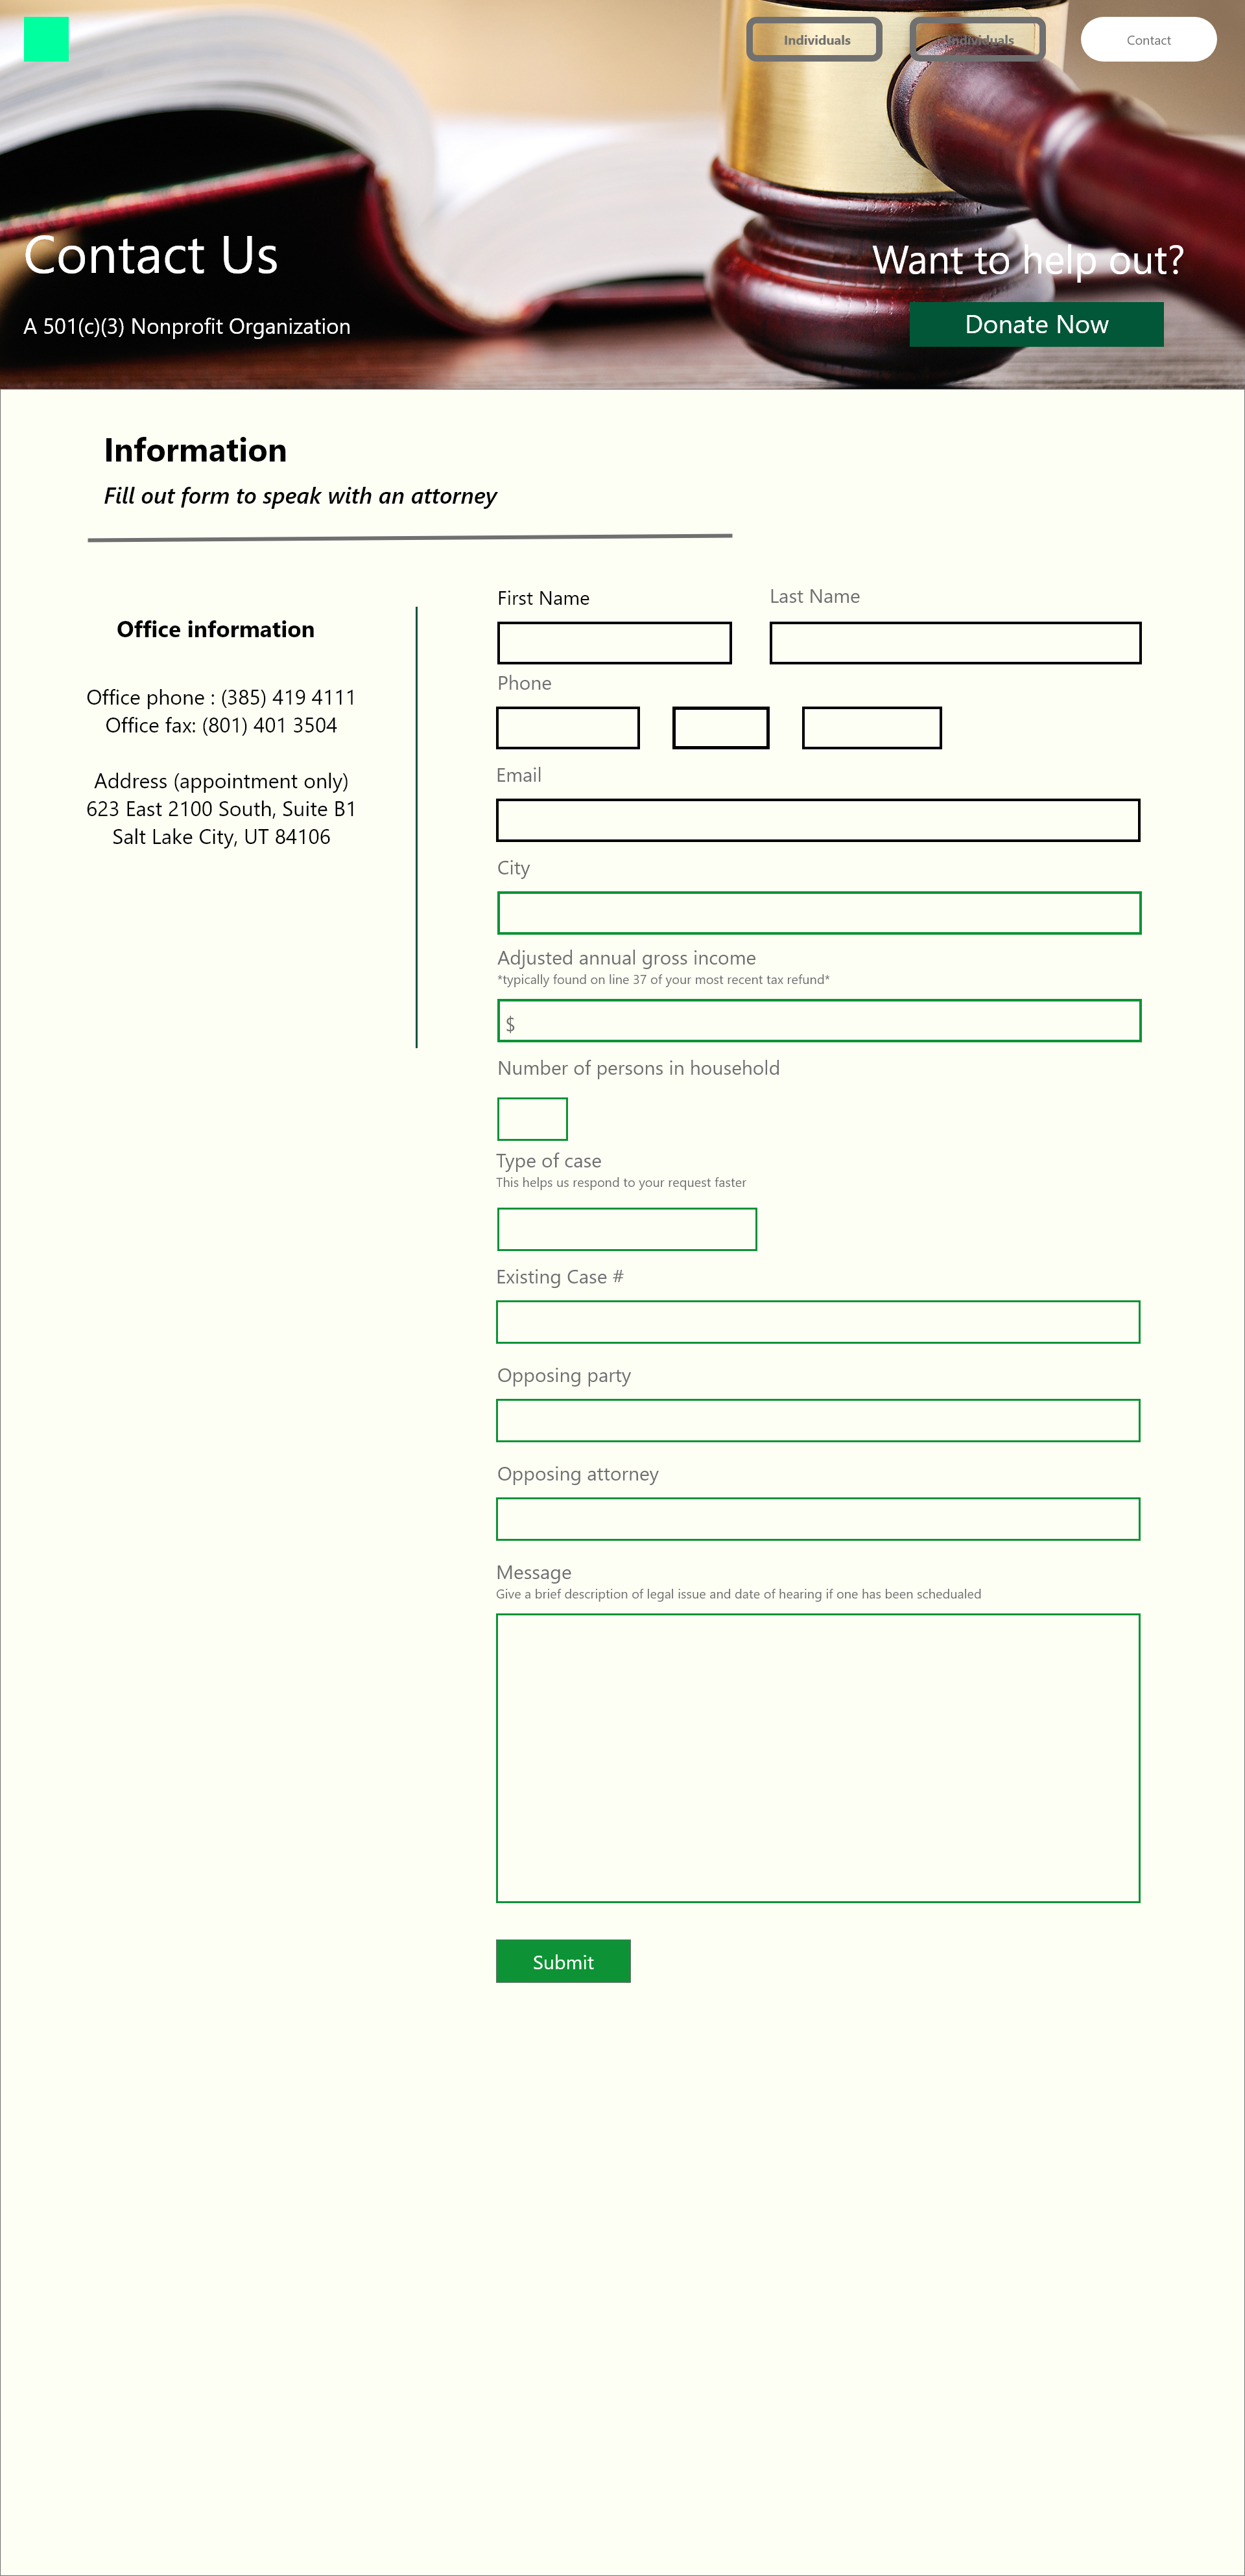 Individuals
Individuals
Contact
Contact Us
Want to help out?
A 501(c)(3) Nonprofit Organization
Donate Now
Information
Fill out form to speak with an attorney
First Name
Last Name
Office information
Phone
Office phone : (385) 419 4111
Office fax: (801) 401 3504
Email
Address (appointment only)
623 East 2100 South, Suite B1
Salt Lake City, UT 84106
City
Adjusted annual gross income
*typically found on line 37 of your most recent tax refund*
$
Number of persons in household
Type of case
This helps us respond to your request faster
Existing Case #
Opposing party
Opposing attorney
Message
Give a brief description of legal issue and date of hearing if one has been schedualed
Submit